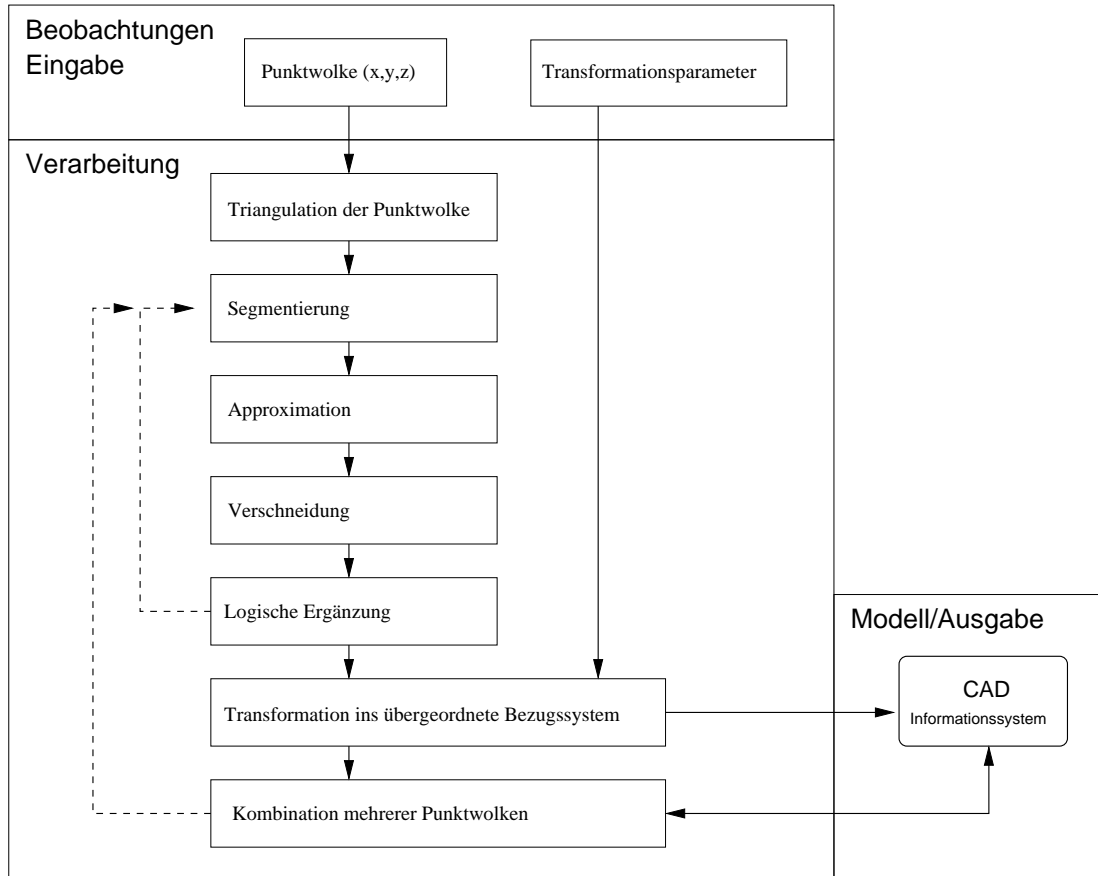 Beobachtungen
Eingabe
Punktwolke (x,y,z)
Transformationsparameter
Verarbeitung
Triangulation der Punktwolke
Segmentierung
Approximation
Verschneidung
Logische Ergänzung
Transformation ins übergeordnete Bezugssystem
Kombination mehrerer Punktwolken
Modell/Ausgabe
CAD
Informationssystem